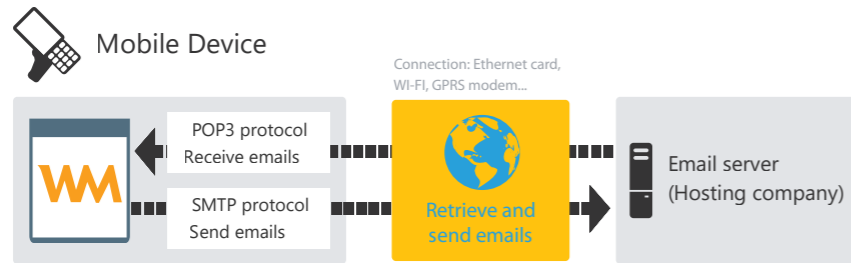 Mobile Device
Connection: Ethernet card,
WI-FI, GPRS modem...
POP3 protocol
Receive emails
WM
SMTP protocol
Send emails
Retrieve and
send emails
Email server
(Hosting company)